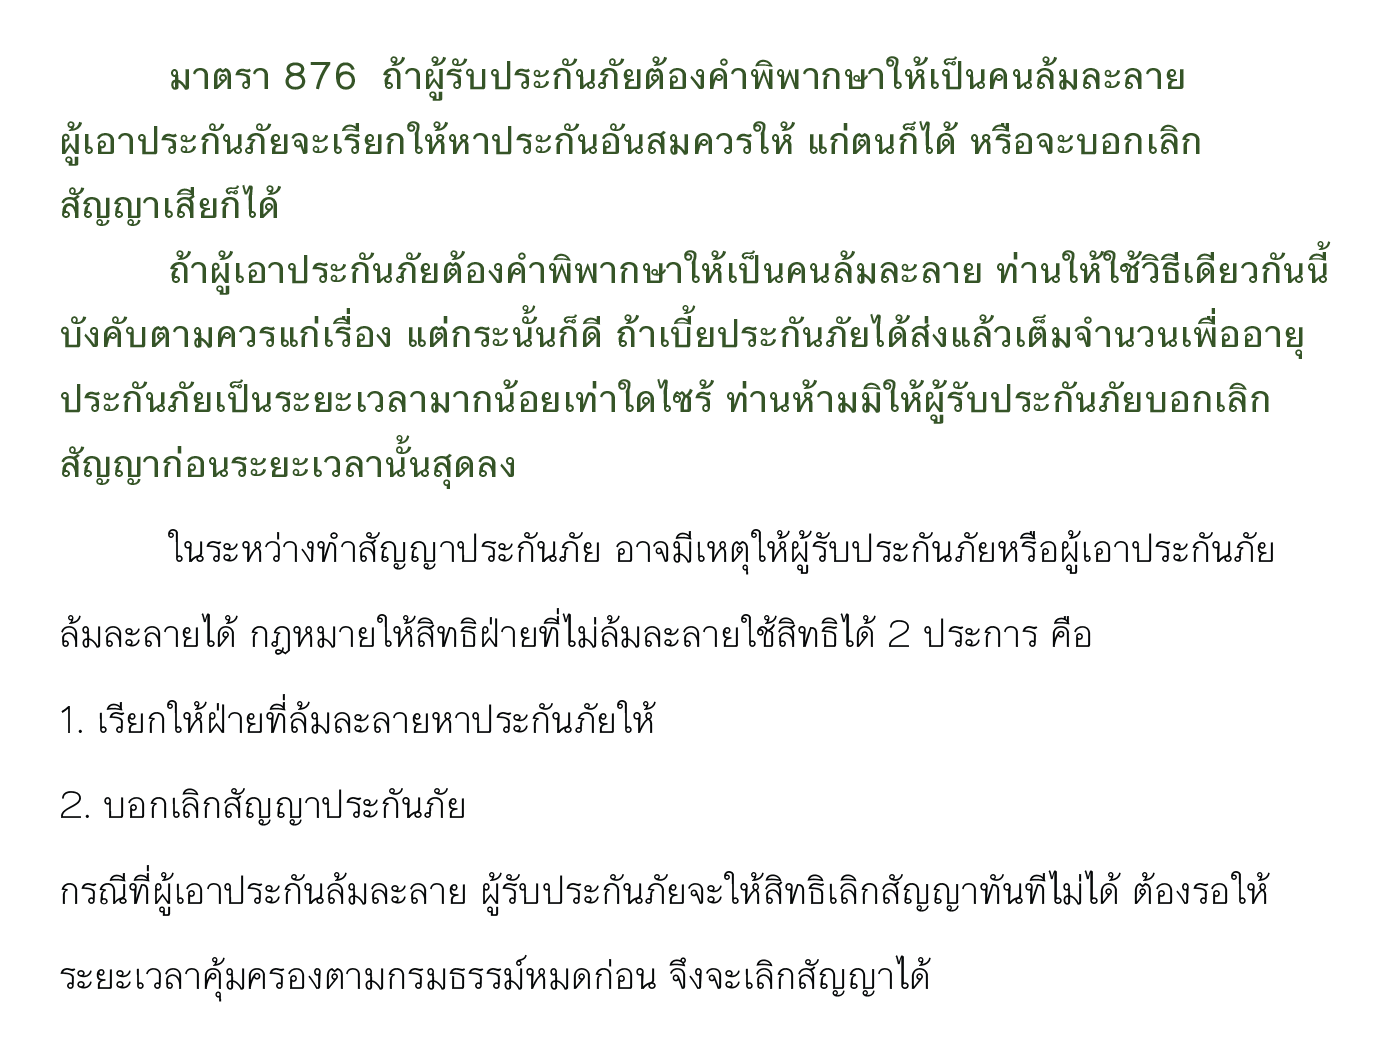 มาตรา 876 ถ้าผู้รับประกันภัยต้องคำพิพากษาให้เป็นคนล้มละลาย
ผู้เอาประกันภัยจะเรียกให้หาประกันอันสมควรให้ แก่ตนก็ได้ หรือจะบอกเลิก
สัญญาเสียก็ได้
ถ้าผู้เอาประกันภัยต้องคำพิพากษาให้เป็นคนล้มละลาย ท่านให้ใช้วิธีเดียวกันนี้
บังคับตามควรแก่เรื่อง แต่กระนั้นก็ดี ถ้าเบี้ยประกันภัยได้ส่งแล้วเต็มจำนวนเพื่ออายุ
ประกันภัยเป็นระยะเวลามากน้อยเท่าใดไซร้ ท่านห้ามมิให้ผู้รับประกันภัยบอกเลิก
สัญญาก่อนระยะเวลานั้นสุดลง
ในระหว่างทำสัญญาประกันภัย อาจมีเหตุให้ผู้รับประกันภัยหรือผู้เอาประกันภัย
ล้มละลายได้ กฎหมายให้สิทธิฝ่ายที่ไม่ล้มละลายใช้สิทธิได้ 2 ประการ คือ
1. เรียกให้ฝ่ายที่ล้มละลายหาประกันภัยให้
2. บอกเลิกสัญญาประกันภัย
กรณีที่ผู้เอาประกันล้มละลาย ผู้รับประกันภัยจะให้สิทธิเลิกสัญญาทันทีไม่ได้ ต้องรอให้
ระยะเวลาคุ้มครองตามกรมธรรม์หมดก่อน จึงจะเลิกสัญญาได้